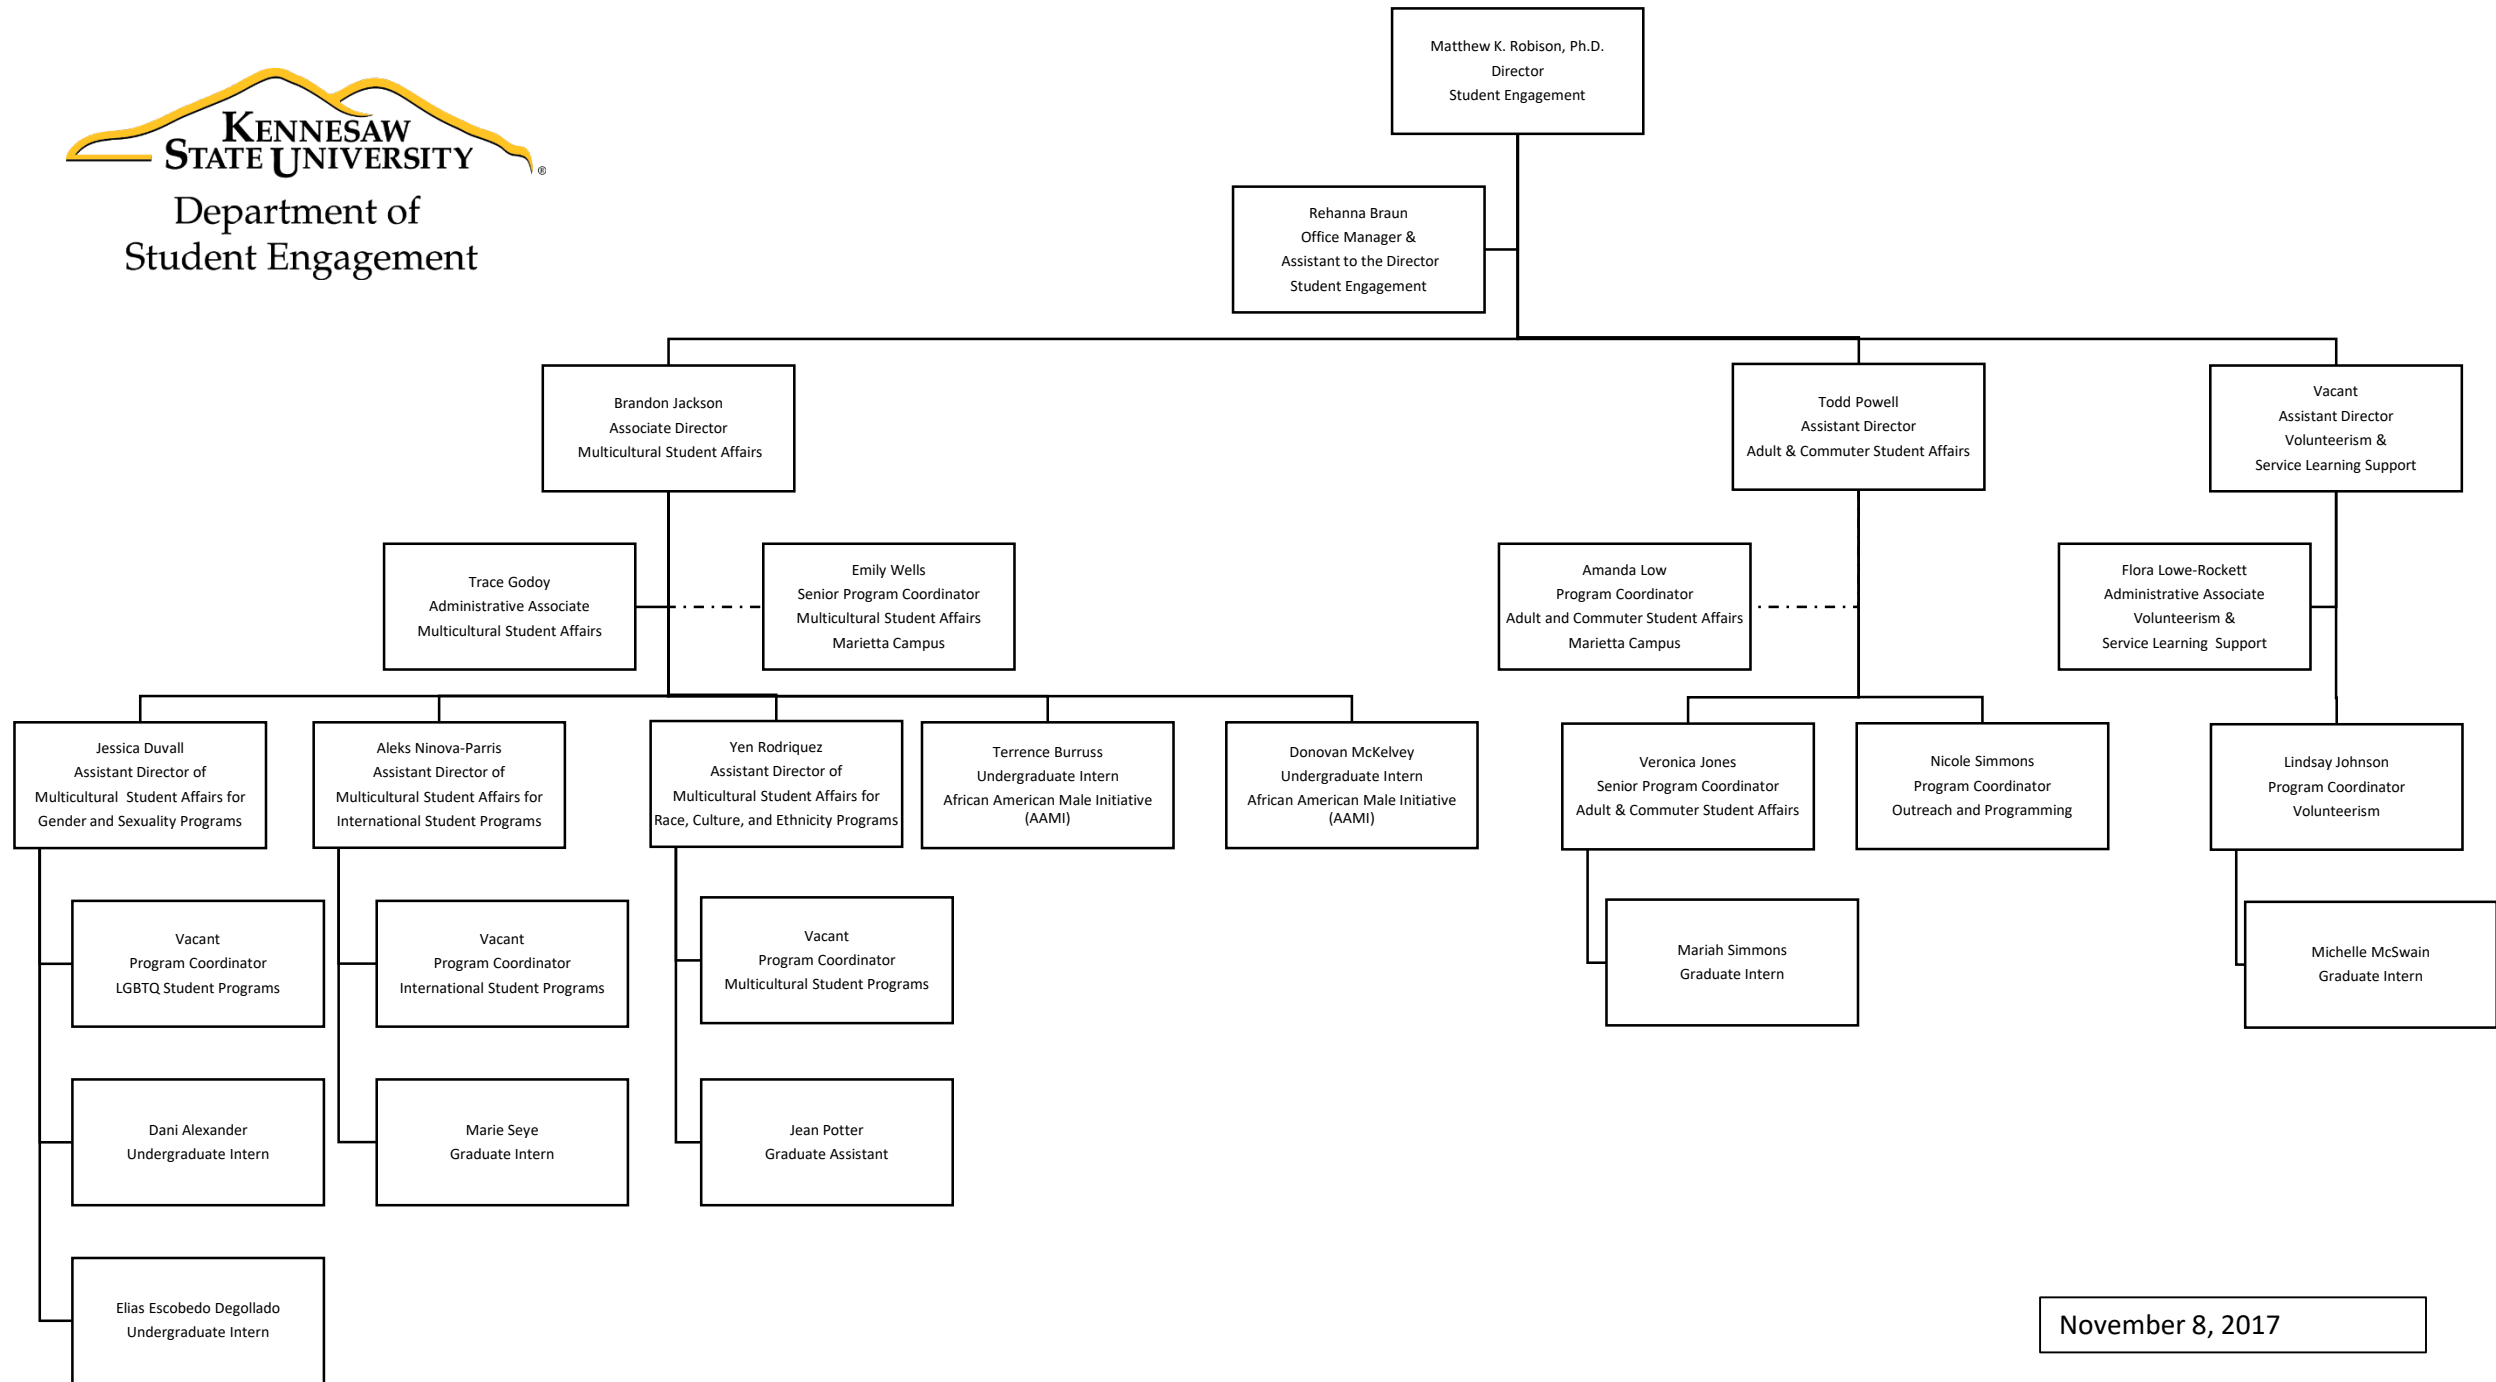 KENNESAW
STATE UNIVERSITY
®
Department of
Student Engagement
Matthew K. Robison, Ph.D.
Director
Student Engagement
Rehanna Braun
Office Manager &
Assistant to the Director
Student Engagement
Brandon Jackson
Associate Director
Multicultural Student Affairs
Todd Powell
Assistant Director
Adult & Commuter Student Affairs
Vacant
Assistant Director
Volunteerism &
Service Learning Support
Trace Godoy
Administrative Associate
Multicultural Student Affairs
Emily Wells
Senior Program Coordinator
Multicultural Student Affairs
Marietta Campus
Amanda Low
Program Coordinator
Adult and Commuter Student Affairs
Marietta Campus
Flora Lowe-Rockett
Administrative Associate
Volunteerism &
Service Learning  Support
Jessica Duvall
Assistant Director of
Multicultural  Student Affairs for
Gender and Sexuality Programs
Aleks Ninova-Parris
Assistant Director of
Multicultural Student Affairs for
International Student Programs
Yen Rodriquez
Assistant Director of
Multicultural Student Affairs for
Race, Culture, and Ethnicity Programs
Terrence Burruss
Undergraduate Intern
African American Male Initiative
(AAMI)
Donovan McKelvey
Undergraduate Intern
African American Male Initiative
(AAMI)
Veronica Jones
Senior Program Coordinator
Adult & Commuter Student Affairs
Nicole Simmons
Program Coordinator
Outreach and Programming
Lindsay Johnson
Program Coordinator
Volunteerism
Vacant
Program Coordinator
LGBTQ Student Programs
Vacant
Program Coordinator
International Student Programs
Vacant
Program Coordinator
Multicultural Student Programs
Mariah Simmons
Graduate Intern
Michelle McSwain
Graduate Intern
Dani Alexander
Undergraduate Intern
Marie Seye
Graduate Intern
Jean Potter
Graduate Assistant
Elias Escobedo Degollado
Undergraduate Intern
November 8, 2017